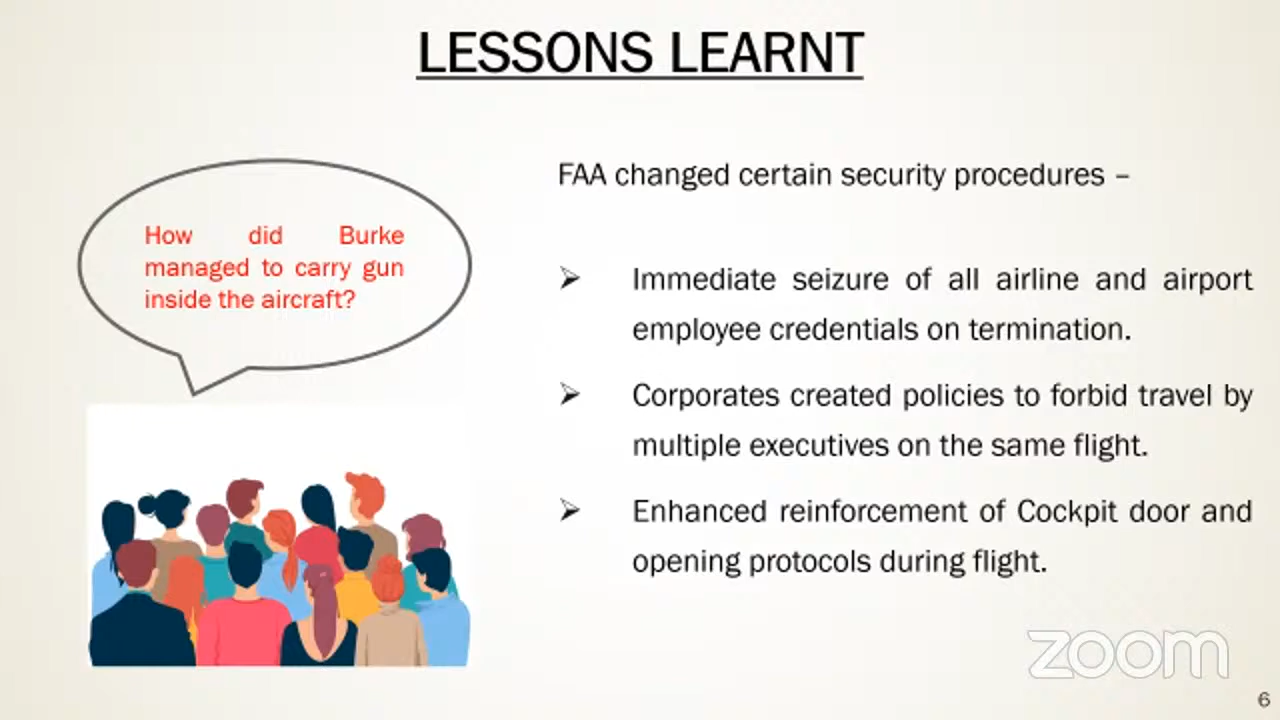 LESSONS LEARNT
How did Burke
managed to carry gun
inside the aircraft?
FAA changed certain security procedures –
➢ Immediate seizure of all airline and airport
employee credentials on termination.
➢ Corporates created policies to forbid travel by
multiple executives on the same flight.
➢ Enhanced reinforcement of Cockpit door and
opening protocols during flight.
zoom
6